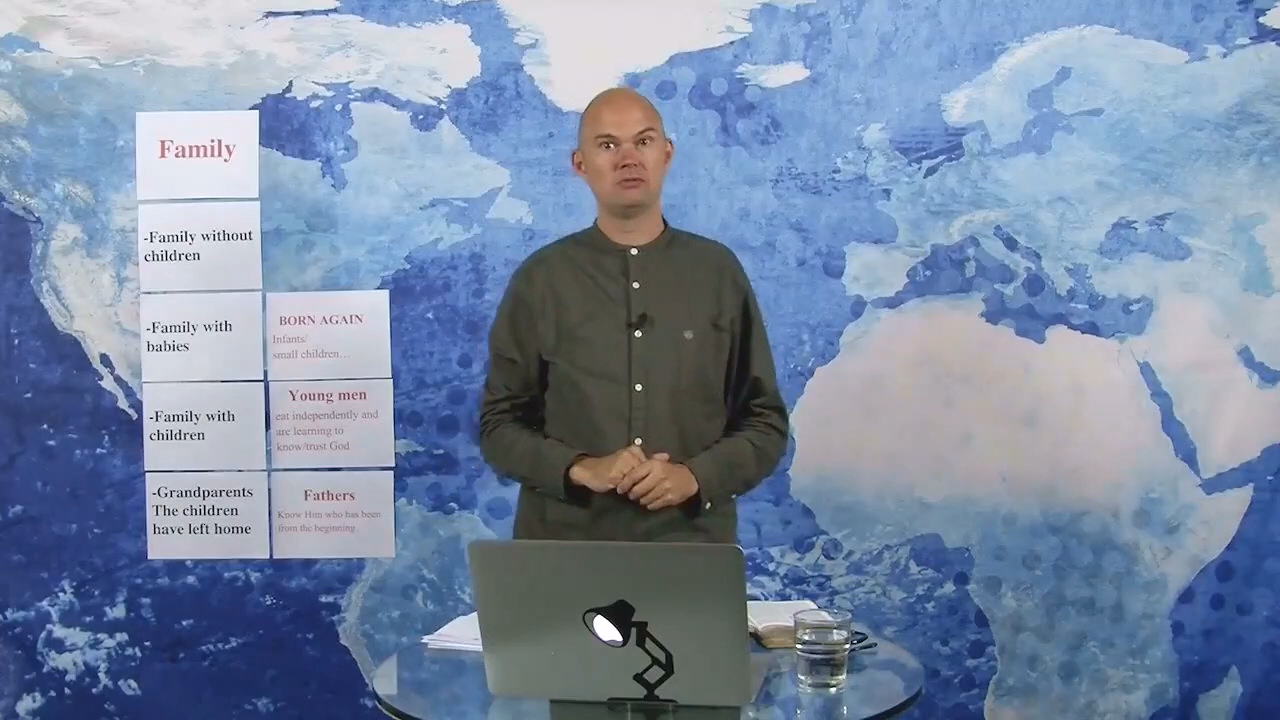 Family
-Family without
children
-Family with
babies
BORN AGAIN
Infants/
small children...
-Family with
children
Young men
eat independently and
are learning to
know/trust God
-Grandparents
The children
have left home
Fathers
Know Him who has been
from the beginning.